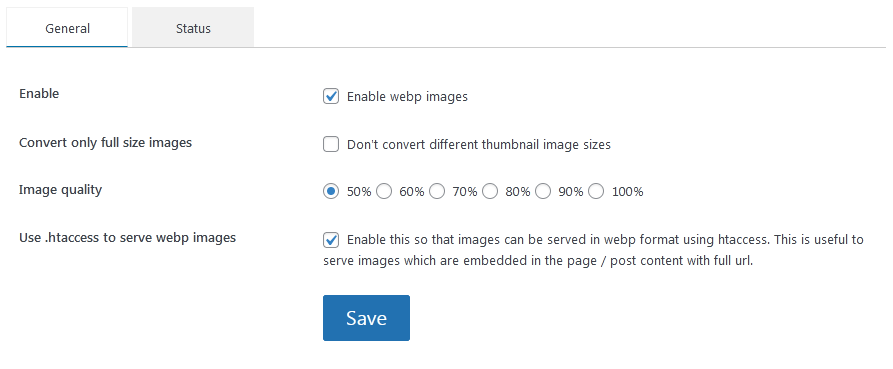 General Status
Enable Enable webp images
Convert only full size images Don't convert different thumbnail image sizes
Image quality 50% 60% 70% 80% 90% 100%
Use .htaccess to serve webp images Enable this so that images can be served in webp format using htaccess. This is useful to
serve images which are embedded in the page / post content with full url.
Save